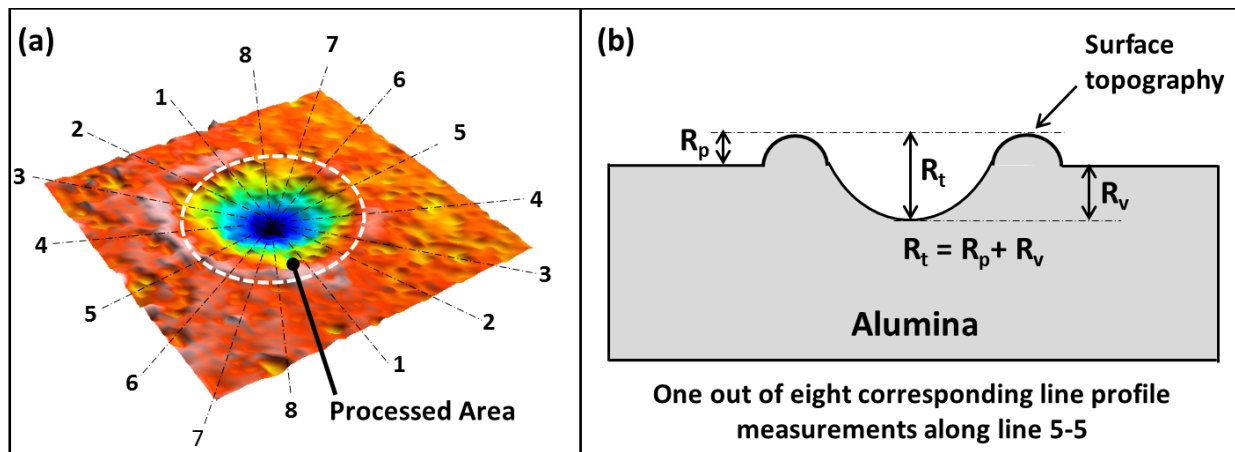 (a)
7
8
6
1
2
5
3
4
4
3
5
2
6
1
8
7
Processed Area
(b)
Surface
topography
Rp
Rt
Rv
Rt = Rp+ Rv
Alumina
One out of eight corresponding line profile
measurements along line 5-5